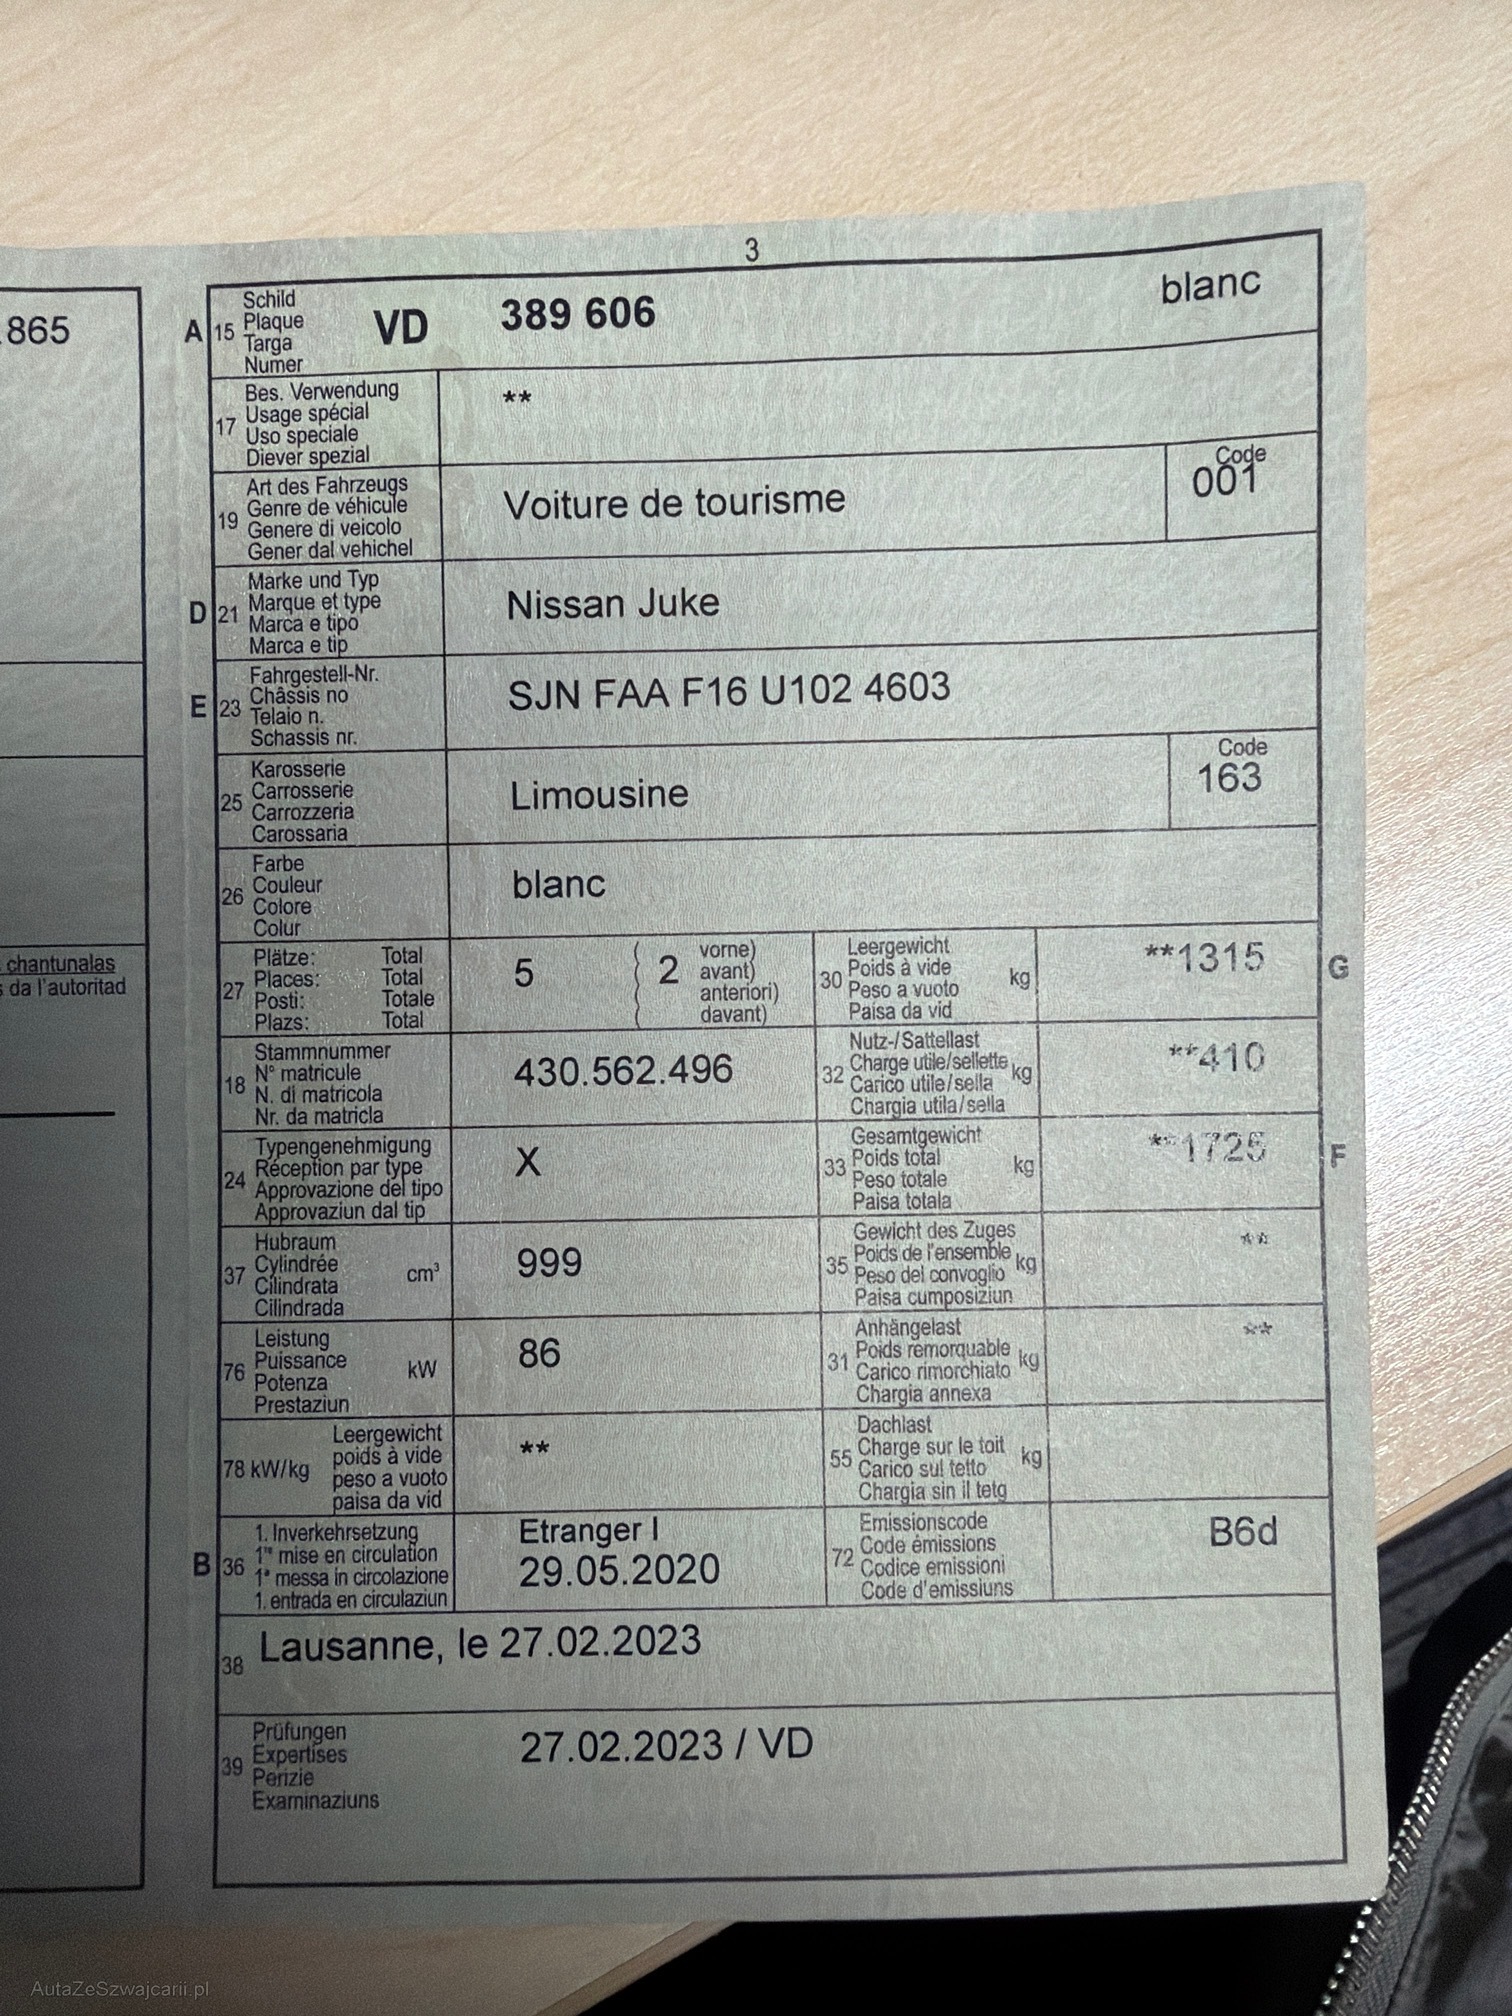 3
865
chantunalas
da l'autoritad
A 15 Schild
Plaque
Targa
Numer
VD 389 606 blanc
17 Bes. Verwendung
Usage spécial
Uso speciale
Diever spezial
**
19 Art des Fahrzeugs
Genre de véhicule
Genere di veicolo
Gener dal vehichel
Voiture de tourisme
Code
001
D 21 Marke und Typ
Marque et type
Marca e tipo
Marca e tip
Nissan Juke
E 23 Fahrgestell-Nr.
Châssis no
Telaio n.
Schassis nr.
SJN FAA F16 U102 4603
25 Karosserie
Carrosserie
Carrozzeria
Carossaria
Limousine
Code
163
26 Farbe
Couleur
Colore
Colur
blanc
27 Plätze: Total
Places: Total
Posti: Totale
Plazs: Total
5 ( 2 vorne)
avant)
anteriori)
davant)
30 Leergewicht
Poids à vide
Peso a vuoto
Paisa da vid
kg
**1315 G
18 Stammnummer
N° matricule
N. di matricola
Nr. da matricla
430.562.496
32 Nutz-/Sattellast
Charge utile/sellette
Carico utile/sella
Chargia utila/sella
kg
**410
24 Typengenehmigung
Réception par type
Approvazione del tipo
Approvaziun dal tip
X
33 Gesamtgewicht
Poids total
Peso totale
Paisa totala
kg
**1725 F
37 Hubraum
Cylindrée
Cilindrata
Cilindrada
cm³
999
35 Gewicht des Zuges
Poids de l'ensemble
Peso del convoglio
Paisa cumposiziun
kg
**
76 Leistung
Puissance
Potenza
Prestaziun
kW
86
31 Anhängelast
Poids remorquable
Carico rimorchiato
Chargia annexa
kg
**
78 kW/kg Leergewicht
poids à vide
peso a vuoto
paisa da vid
**
55 Dachlast
Charge sur le toit
Carico sul tetto
Chargia sin il tetg
kg
B 36 1. Inverkehrsetzung
1re mise en circulation
1a messa in circolazione
1. entrada en circulaziun
Etranger I
29.05.2020
72 Emissionscode
Code émissions
Codice emissioni
Code d'emissiuns
B6d
38 Lausanne, le 27.02.2023
39 Prüfungen
Expertises
Perizie
Examinaziuns
27.02.2023 / VD
AutaZeSzwajcarii.pl